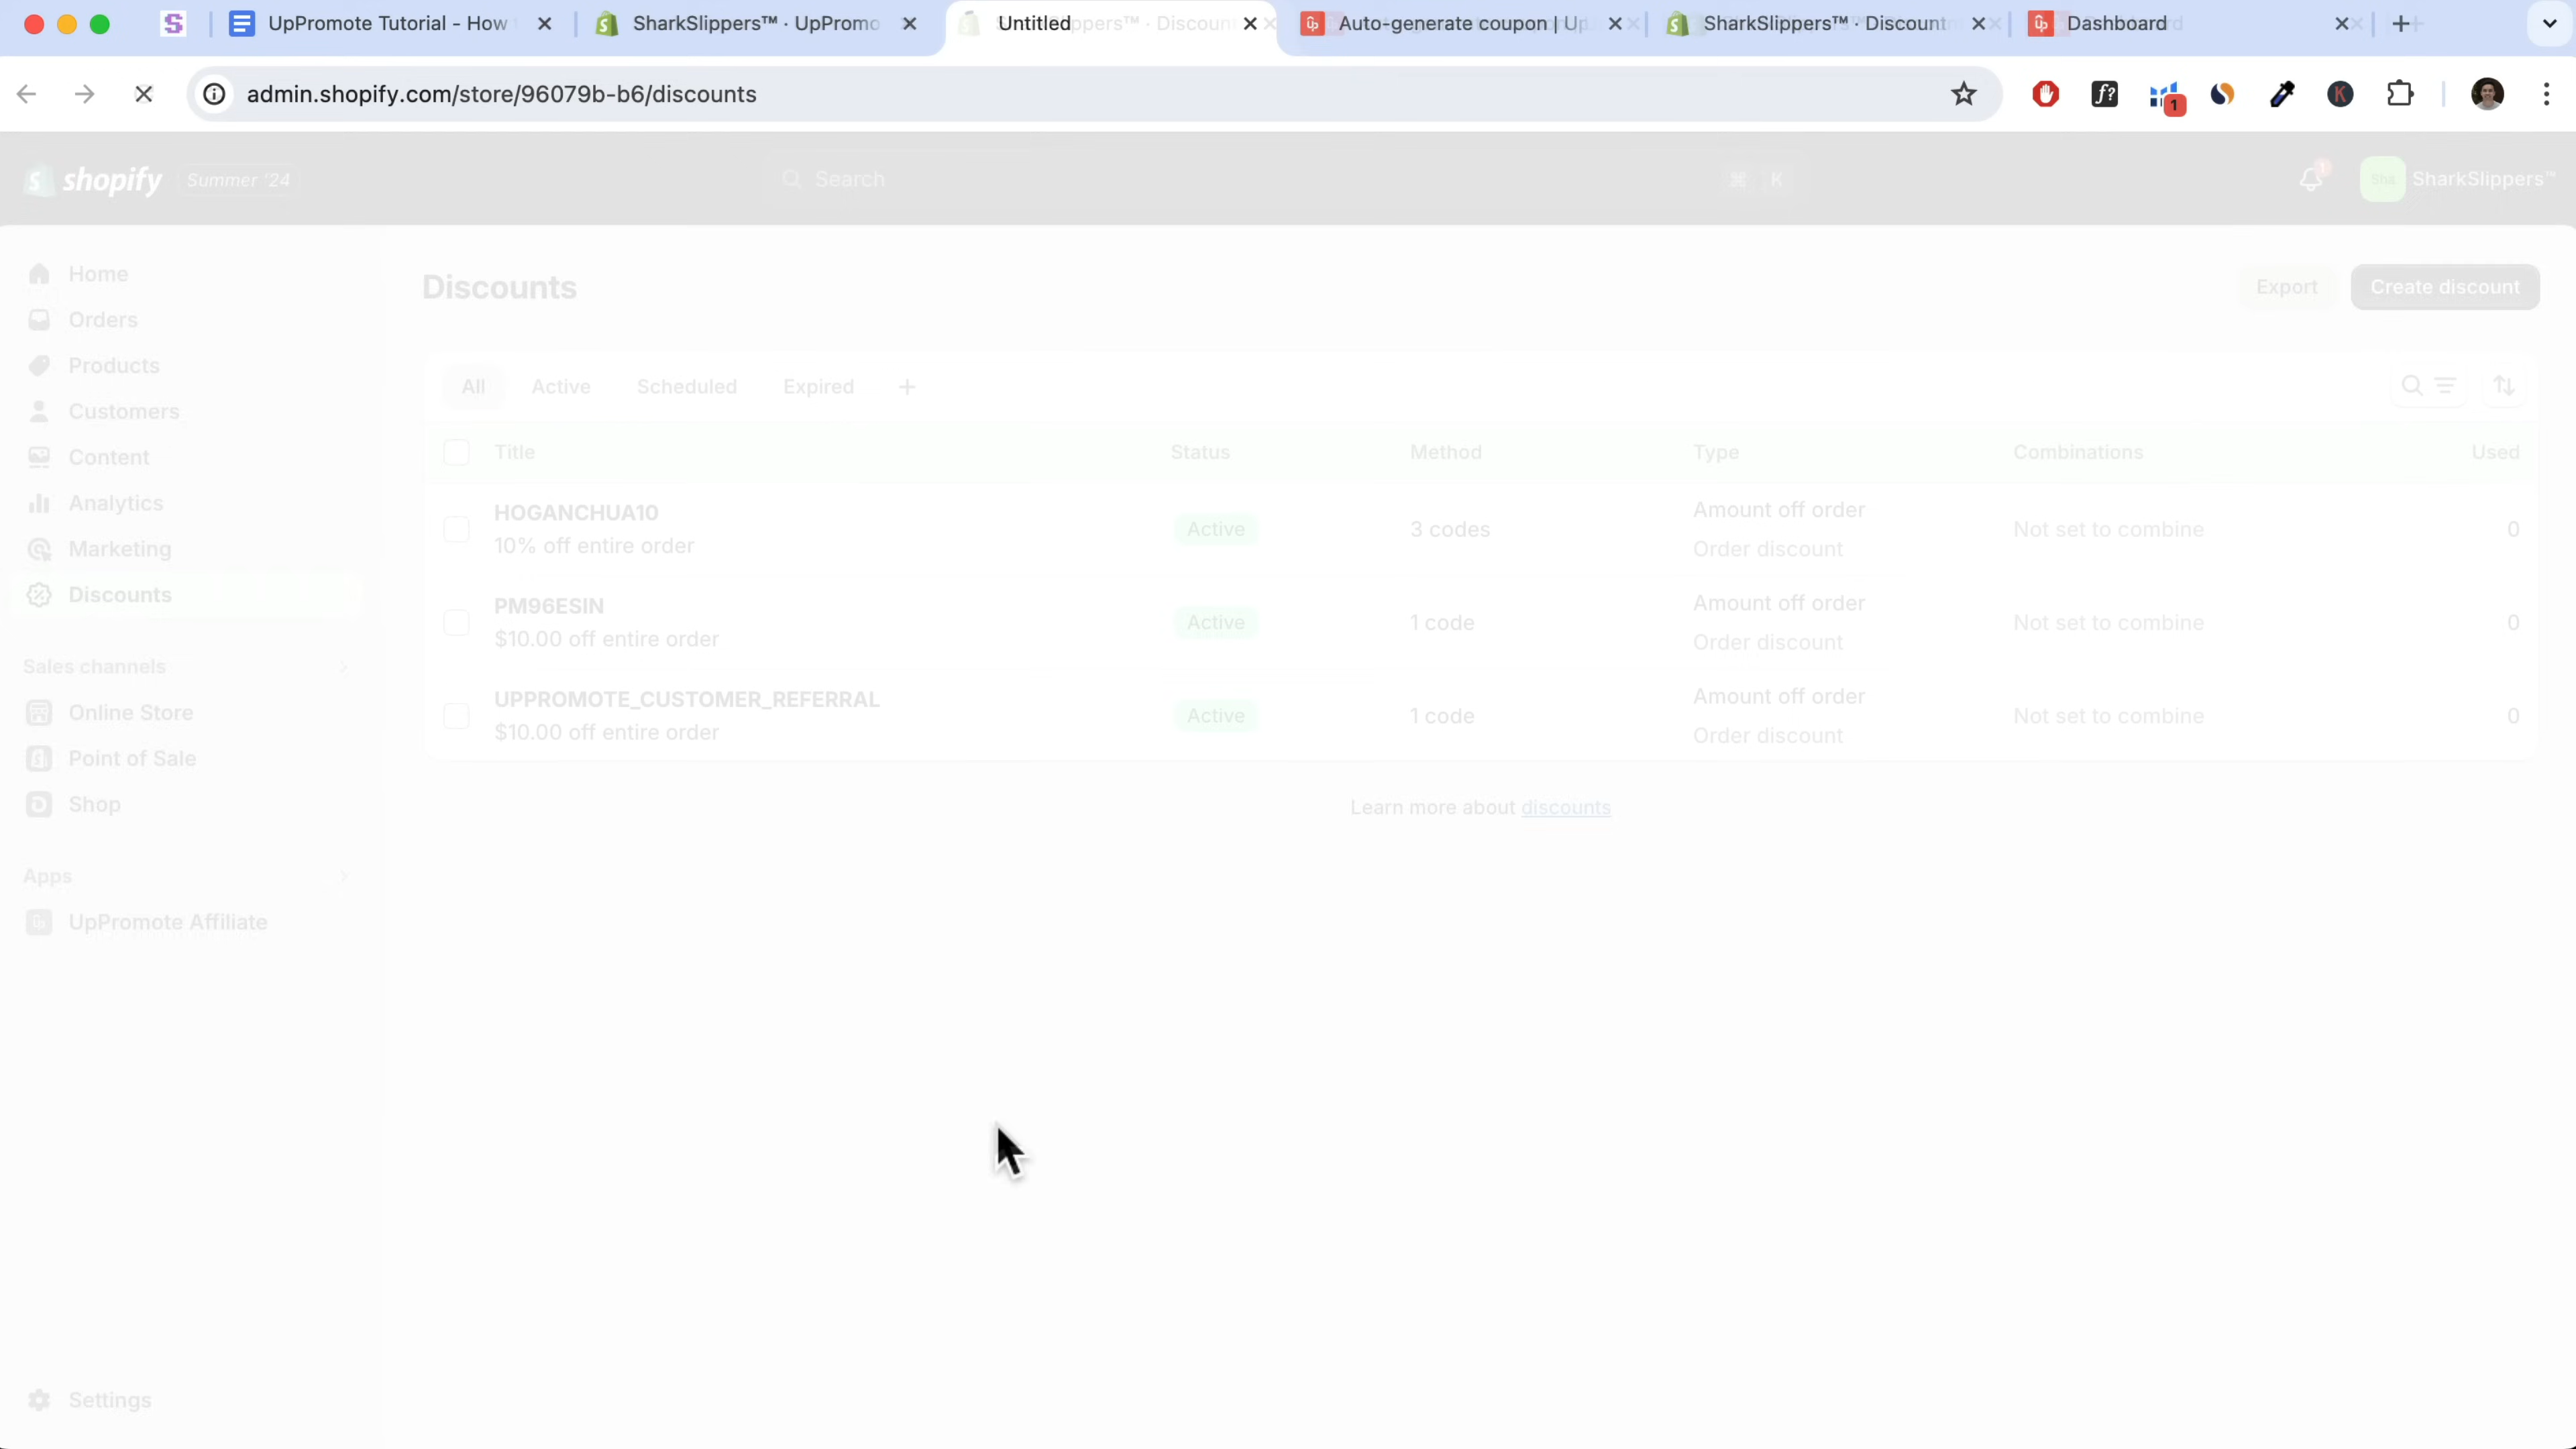 UpPromote Tutorial - How
SharkSlippers™ · UpPromo
Untitled
Auto-generate coupon | Up
SharkSlippers™ · Discount
Dashboard
admin.shopify.com/store/96079b-b6/discounts
1
shopify
Summer '24
Search
⌘ K
1
Sha
SharkSlippers™
Home
Orders
Products
Customers
Content
Analytics
Marketing
Discounts
Sales channels
Online Store
Point of Sale
Shop
Apps
UpPromote Affiliate
Settings
Discounts
Export
Create discount
All
Active
Scheduled
Expired
Title
Status
Method
Type
Combinations
Used
HOGANCHUA10
10% off entire order
Active
3 codes
Amount off order
Order discount
Not set to combine
0
PM96ESIN
$10.00 off entire order
Active
1 code
Amount off order
Order discount
Not set to combine
0
UPPROMOTE_CUSTOMER_REFERRAL
$10.00 off entire order
Active
1 code
Amount off order
Order discount
Not set to combine
0
Learn more about discounts